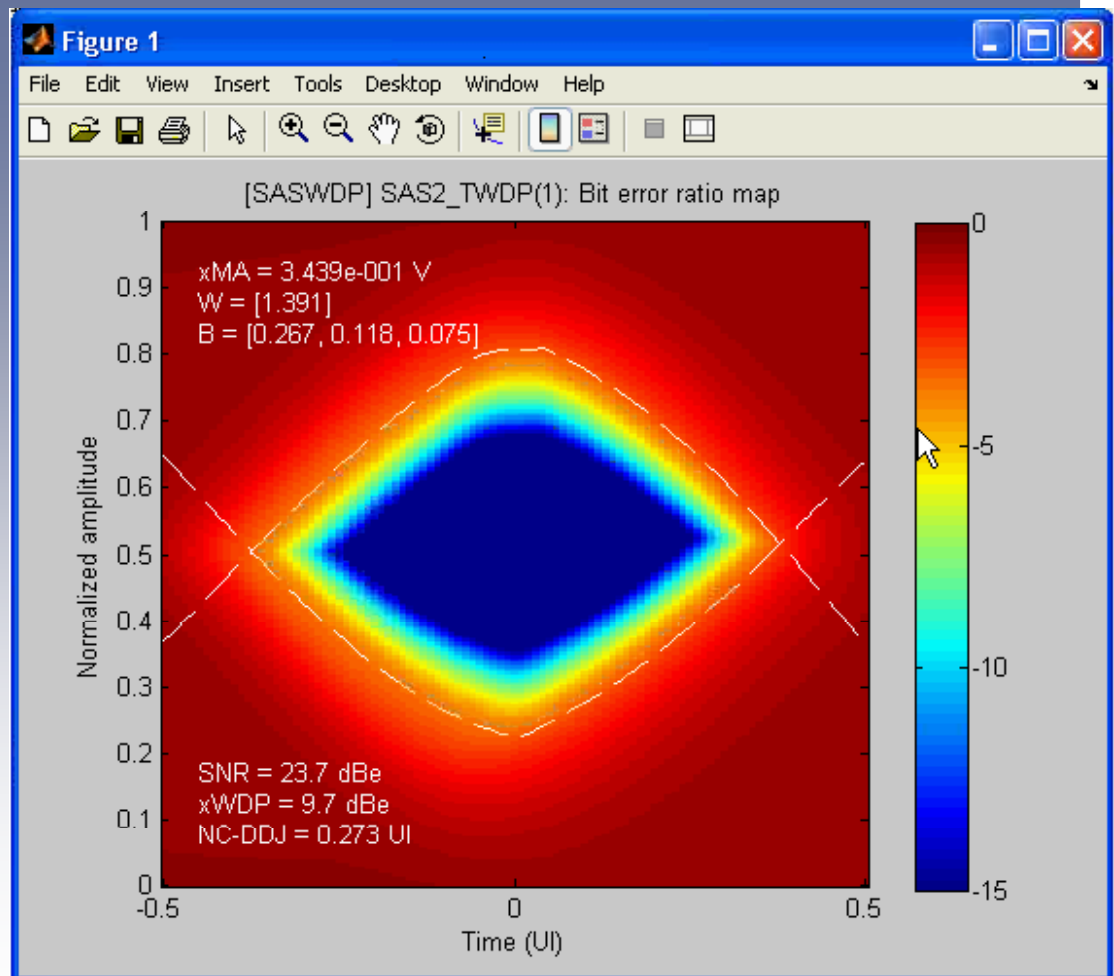 Figure 1
File Edit View Insert Tools Desktop Window Help
[SASWDP] SAS2_TWDP(1): Bit error ratio map
xMA = 3.439e-001 V
W = [1.391]
B = [0.267, 0.118, 0.075]
SNR = 23.7 dBe
xWDP = 9.7 dBe
NC-DDJ = 0.273 UI
Normalized amplitude
1
0.9
0.8
0.7
0.6
0.5
0.4
0.3
0.2
0.1
0
-0.5
0
0.5
Time (UI)
0
-5
-10
-15